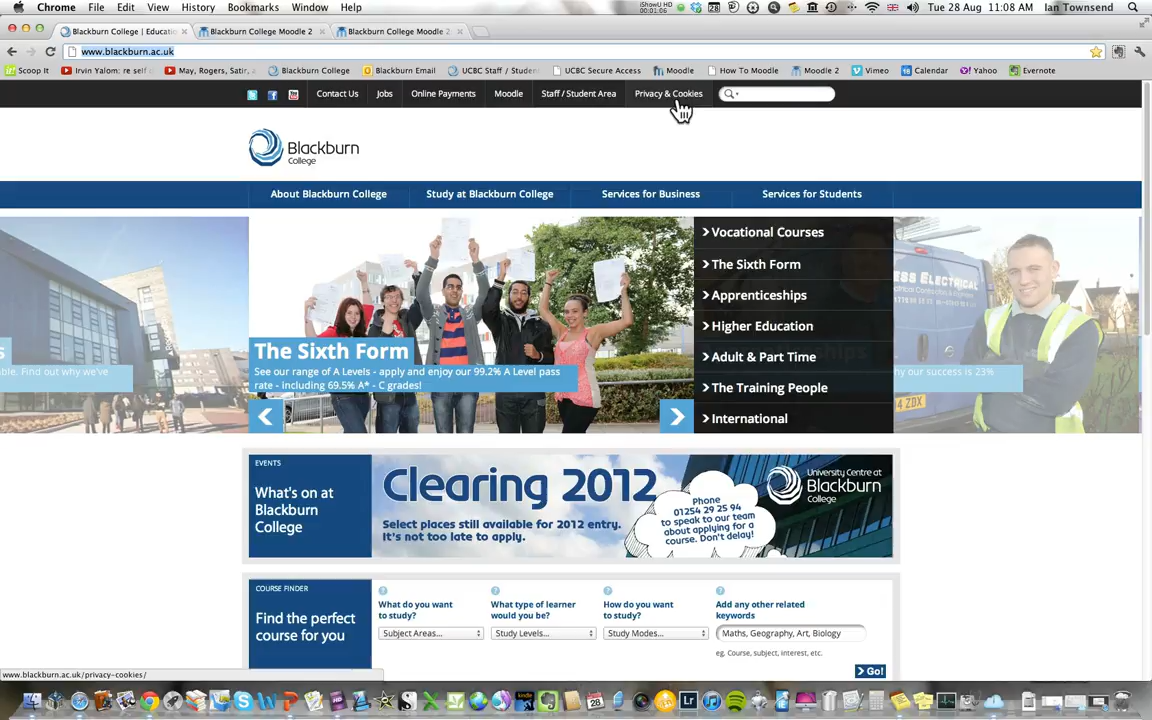 Chrome File Edit View History Bookmarks Window Help
iShowU HD
00:01:06
Tue 28 Aug 11:08 AM Ian Townsend
Blackburn College | Educati
Blackburn College Moodle 2
Blackburn College Moodle 2
www.blackburn.ac.uk
Scoop It
Irvin Yalom: re self
May, Rogers, Satir, a
Blackburn College
Blackburn Email
UCBC Staff / Student
UCBC Secure Access
Moodle
How To Moodle
Moodle 2
Vimeo
Calendar
Yahoo
Evernote
Contact Us
Jobs
Online Payments
Moodle
Staff / Student Area
Privacy & Cookies
Blackburn
College
About Blackburn College
Study at Blackburn College
Services for Business
Services for Students
Vocational Courses
The Sixth Form
Apprenticeships
Higher Education
Adult & Part Time
The Training People
International
The Sixth Form
See our range of A Levels - apply and enjoy our 99.2% A Level pass
rate - including 69.5% A* - C grades!
able. Find out why we've
ESS ELECTRICAL
hy our success is 23%
EVENTS
What's on at
Blackburn
College
Clearing 2012
Select places still available for 2012 entry.
It's not too late to apply.
Phone
01254 29 25 94
to speak to our team
about applying for a
course. Don't delay!
University Centre at
Blackburn
College
COURSE FINDER
Find the perfect
course for you
What do you want
to study?
Subject Areas...
What type of learner
would you be?
Study Levels...
How do you want
to study?
Study Modes...
Add any other related
keywords
Maths, Geography, Art, Biology
eg. Course, subject, interest, etc.
Go!
www.blackburn.ac.uk/privacy-cookies/